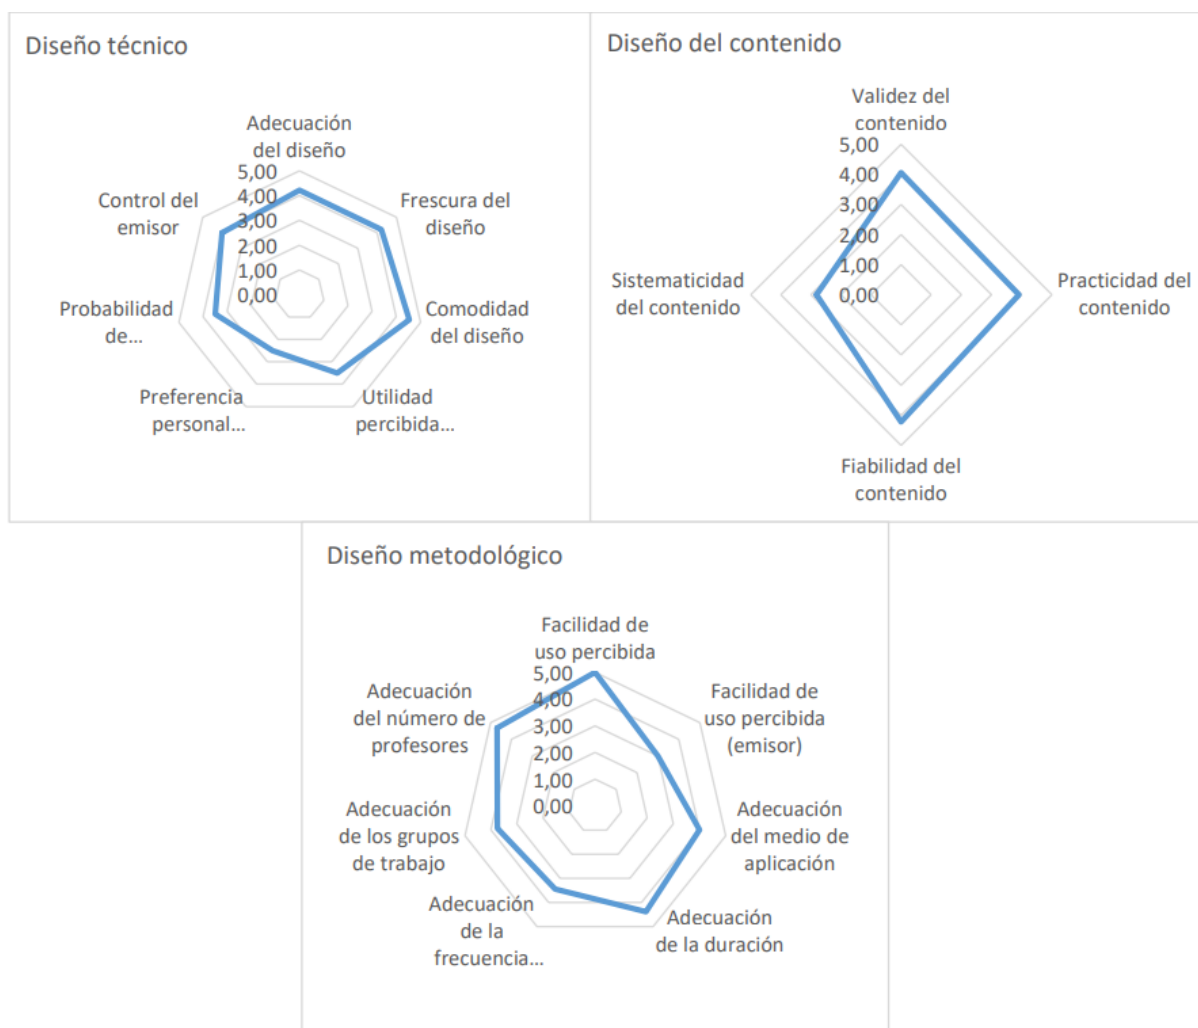 Diseño técnico
Adecuación
del diseño
5,00
4,00
3,00
2,00
1,00
0,00
Frescura del
diseño
Comodidad
del diseño
Utilidad
percibida...
Preferencia
personal...
Probabilidad
de...
Control del
emisor
Diseño del contenido
Validez del
contenido
5,00
4,00
3,00
2,00
1,00
0,00
Practicidad del
contenido
Fiabilidad del
contenido
Sistematicidad
del contenido
Diseño metodológico
Facilidad de
uso percibida
5,00
4,00
3,00
2,00
1,00
0,00
Facilidad de
uso percibida
(emisor)
Adecuación
del medio de
aplicación
Adecuación
de la duración
Adecuación
de la
frecuencia...
Adecuación
de los grupos
de trabajo
Adecuación
del número de
profesores